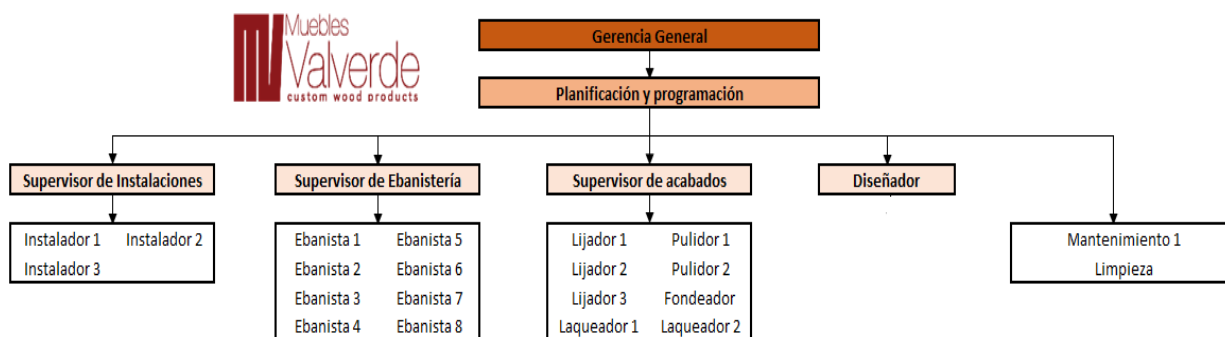 Muebles
Valverde
custom wood products
Gerencia General
Planificación y programación
Supervisor de Instalaciones
Supervisor de Ebanistería
Supervisor de acabados
Diseñador
Instalador 1 Instalador 2
Instalador 3
Ebanista 1 Ebanista 5
Ebanista 2 Ebanista 6
Ebanista 3 Ebanista 7
Ebanista 4 Ebanista 8
Lijador 1 Pulidor 1
Lijador 2 Pulidor 2
Lijador 3 Fondeador
Laqueador 1 Laqueador 2
Mantenimiento 1
Limpieza